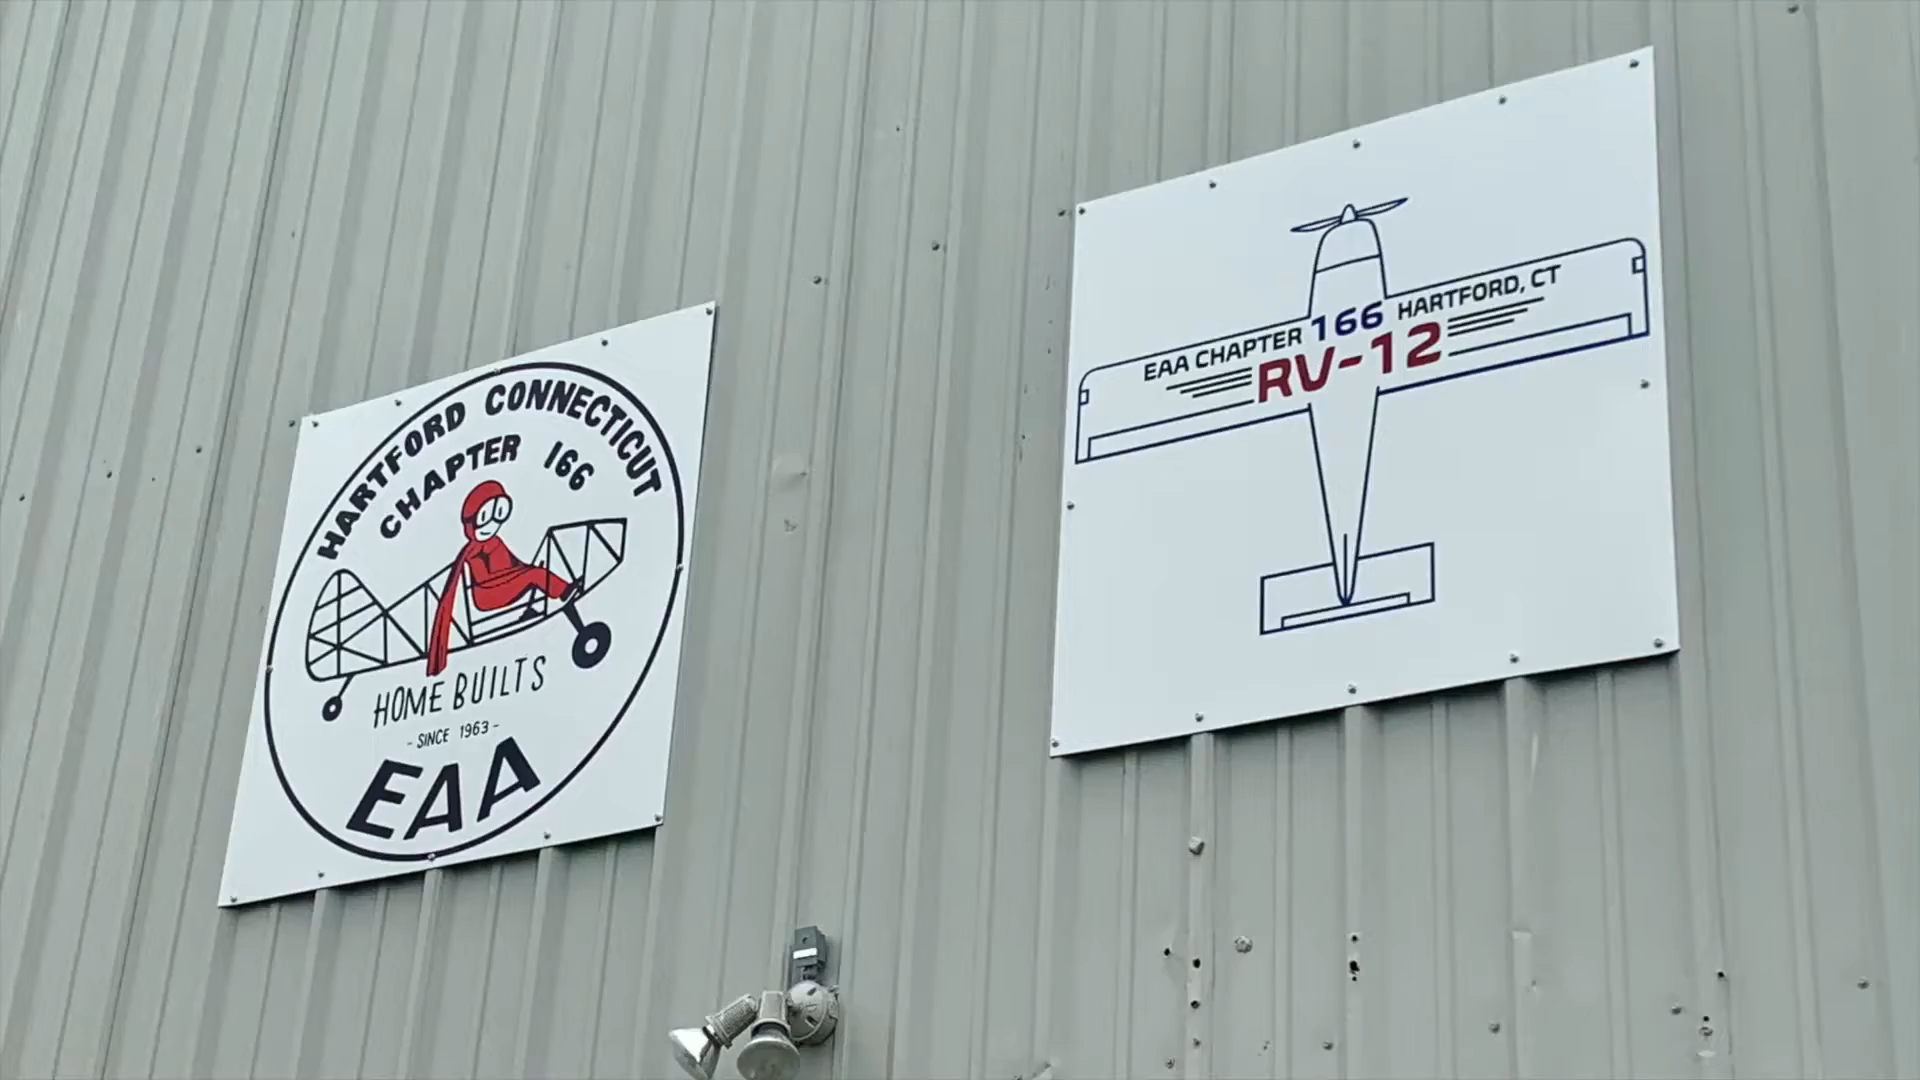 HARTFORD CONNECTICUT
CHAPTER 166
HOME BUILTS
- SINCE 1963 -
EAA
EAA CHAPTER 166 HARTFORD, CT
RV-12